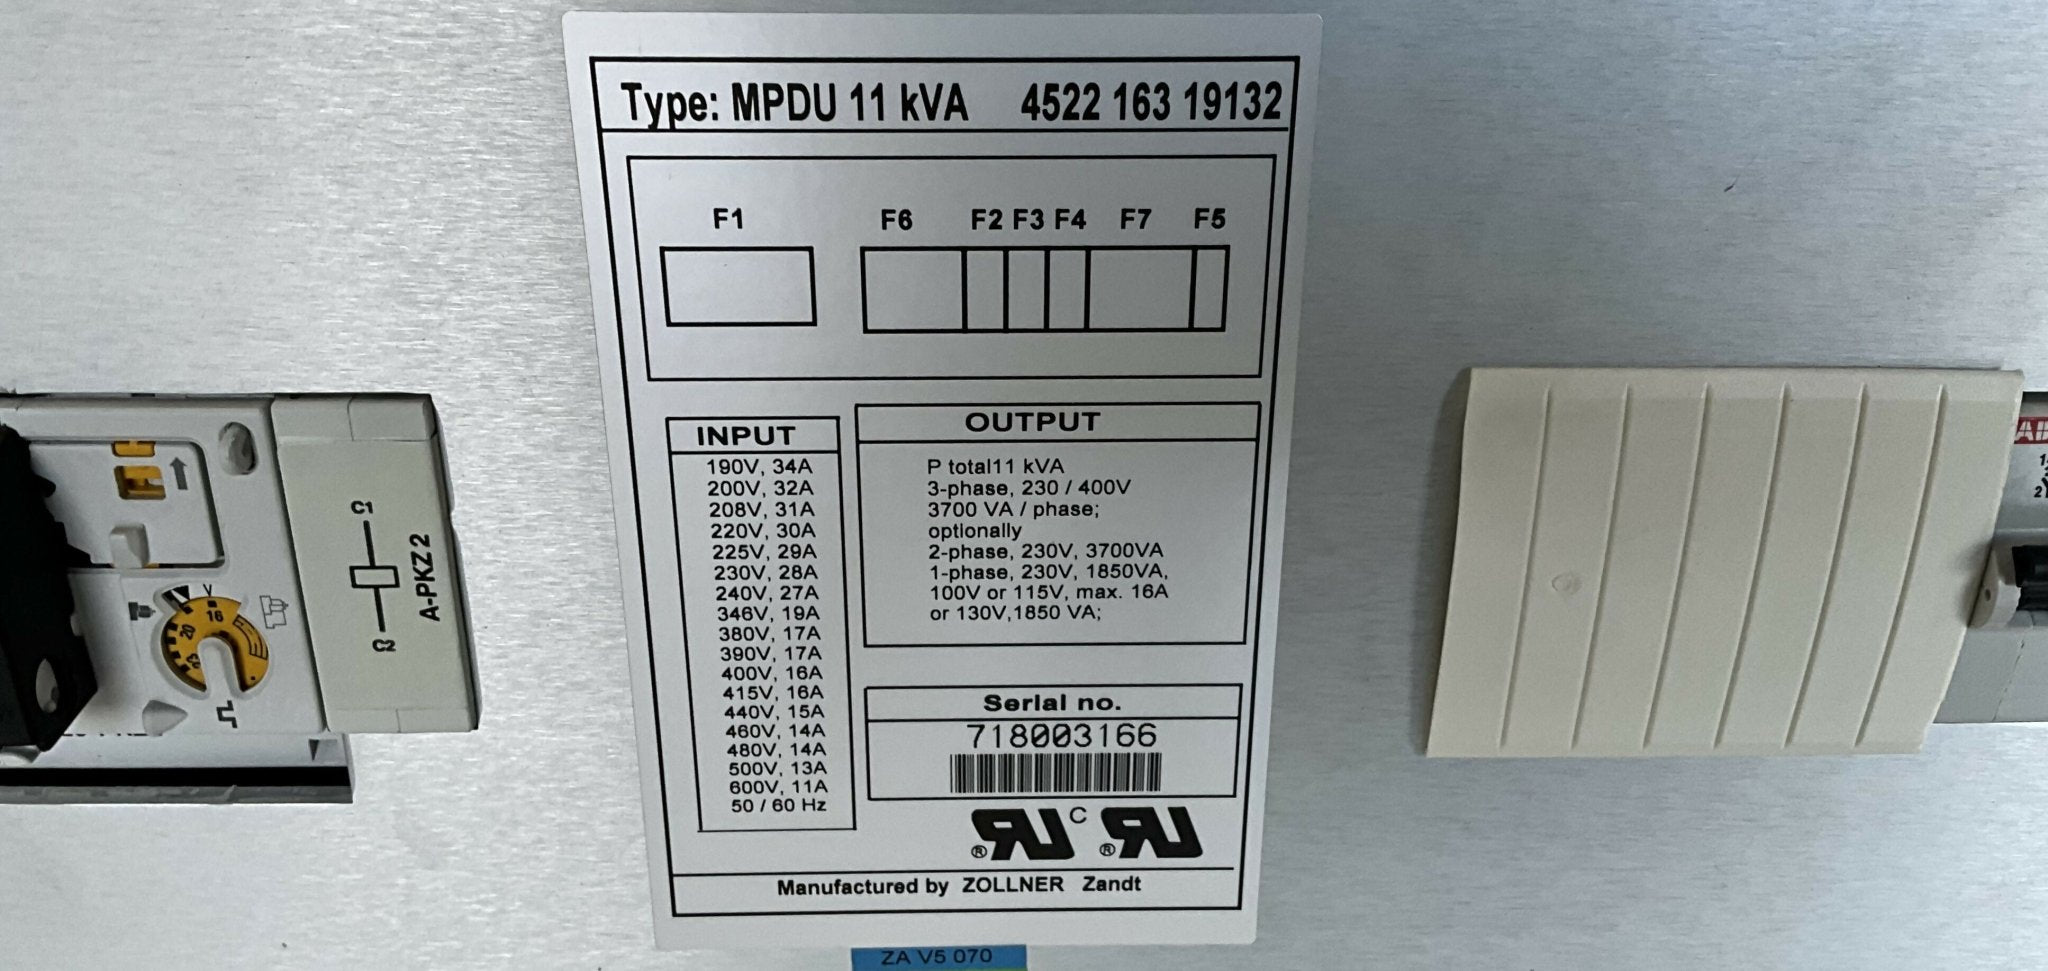 Type: MPDU 11 kVA 4522 163 19132
F1 F6 F2 F3 F4 F7 F5
INPUT
190V, 34A
200V, 32A
208V, 31A
220V, 30A
225V, 29A
230V, 28A
240V, 27A
346V, 19A
380V, 17A
390V, 17A
400V, 16A
415V, 16A
440V, 15A
460V, 14A
480V, 14A
500V, 13A
600V, 11A
50 / 60 Hz
OUTPUT
P total11 kVA
3-phase, 230 / 400V
3700 VA / phase;
optionally
2-phase, 230V, 3700VA
1-phase, 230V, 1850VA,
100V or 115V, max. 16A
or 130V,1850 VA;
Serial no.
718003166
C
Manufactured by ZOLLNER Zandt
ZA V5 070
C1
C2
A-PKZ 2
16
20
25